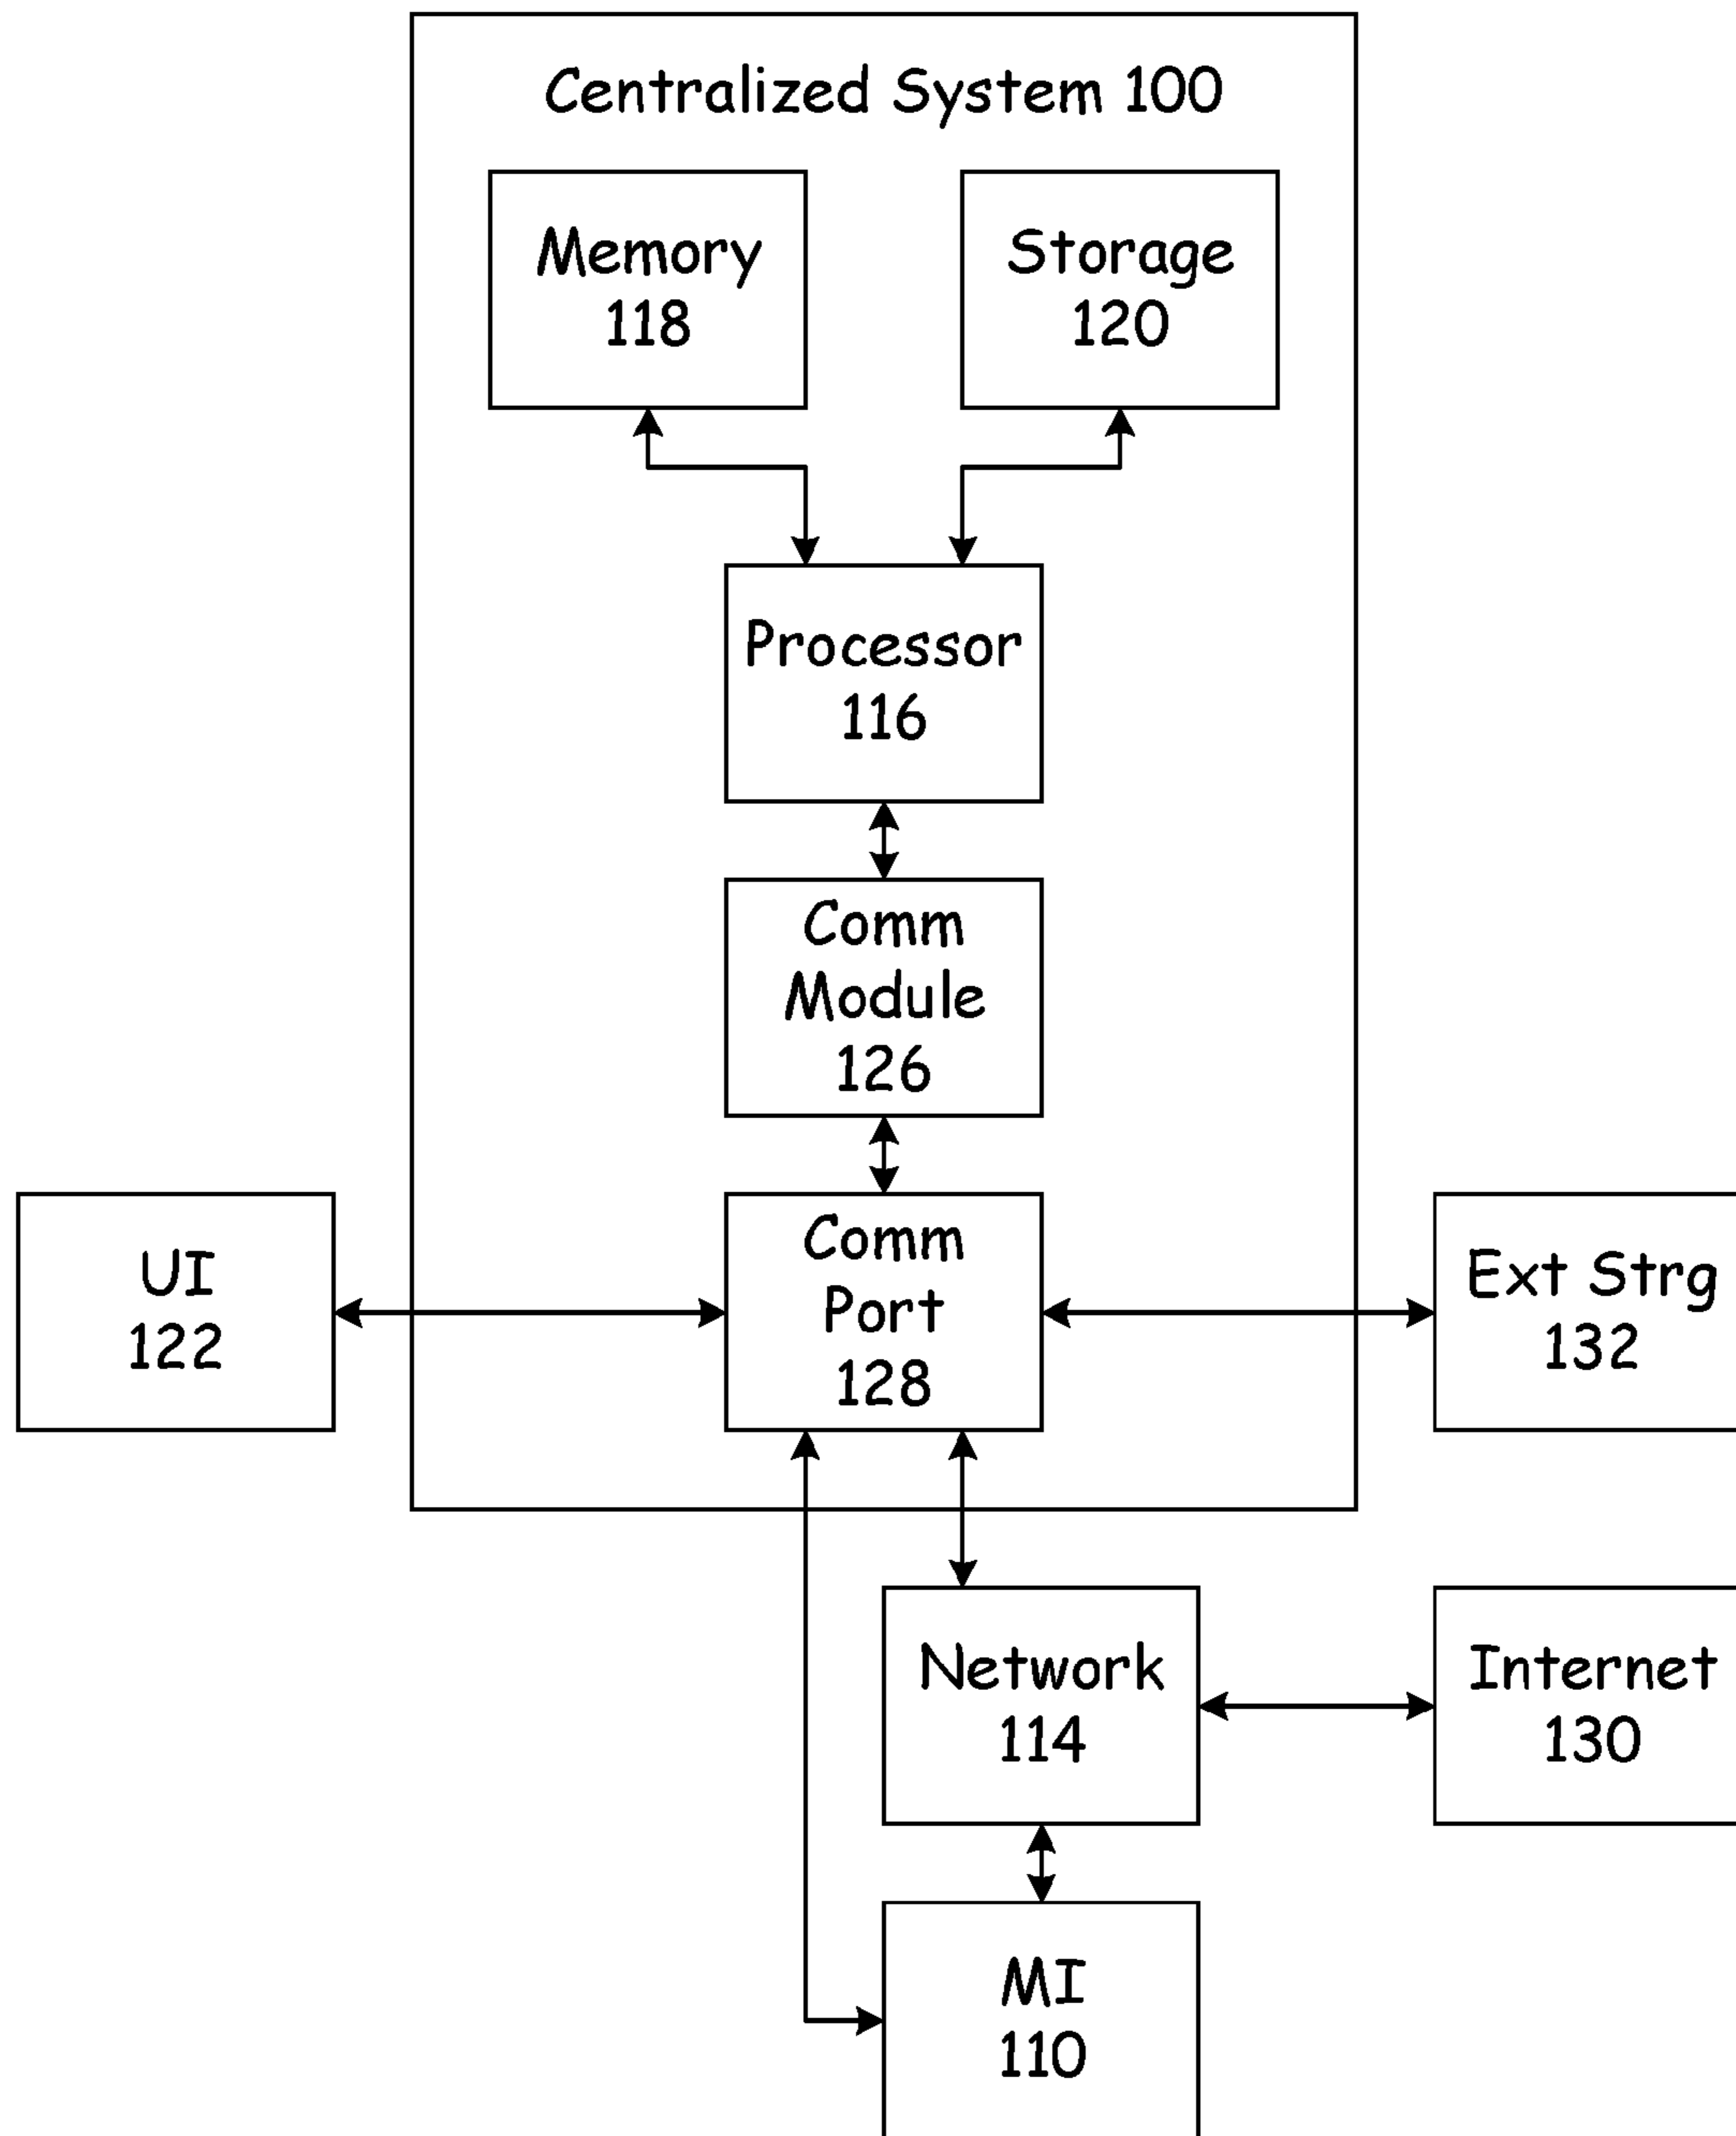 Centralized System 100
Memory
118
Storage
120
Processor
116
Comm
Module
126
UI
122
Comm
Port
128
Ext Strg
132
Network
114
Internet
130
MI
110